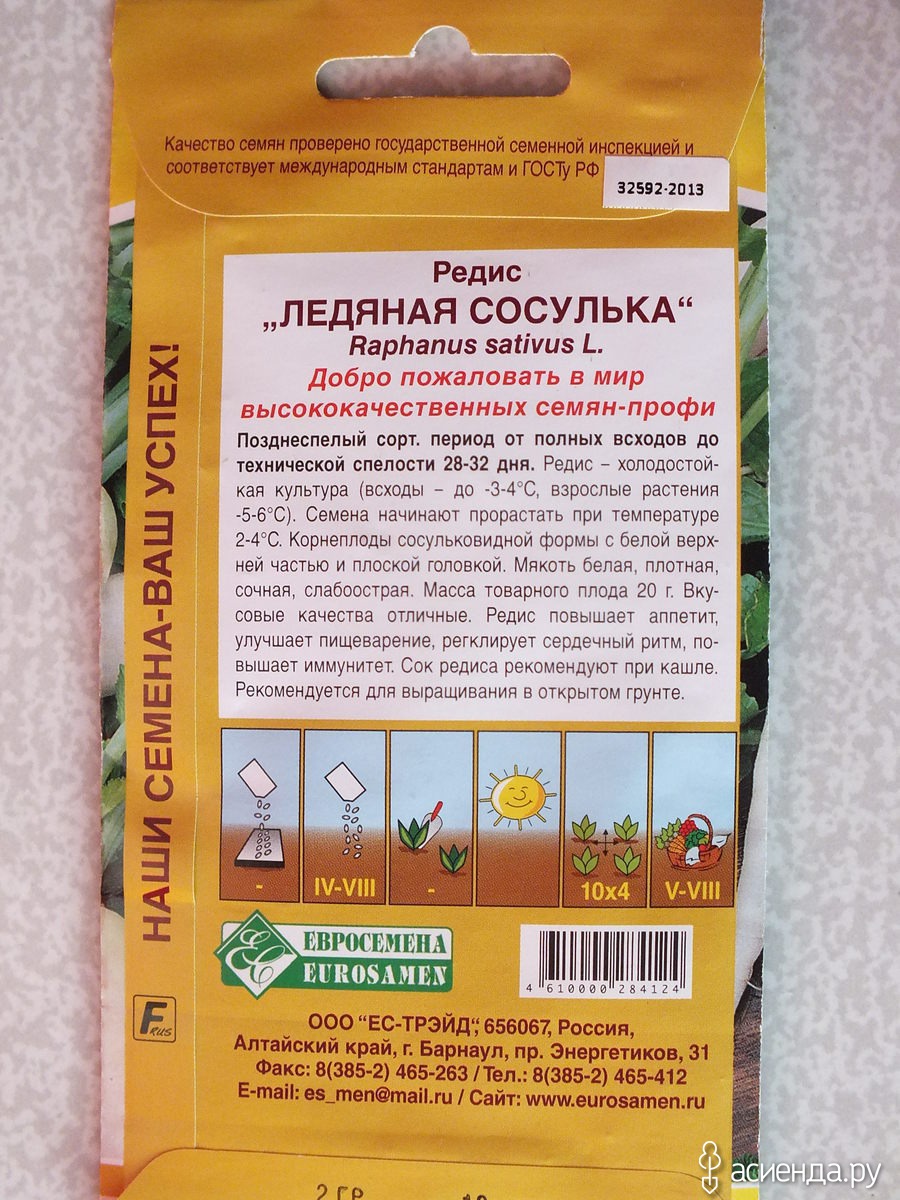 Качество семян проверено государственной семенной инспекцией и
соответствует международным стандартам и ГОСТу РФ
32592-2013
Редис
„ЛЕДЯНАЯ СОСУЛЬКА“
Raphanus sativus L.
Добро пожаловать в мир
высококачественных семян-профи
Позднеспелый сорт. период от полных всходов до
технической спелости 28-32 дня. Редис – холодостой-
кая культура (всходы – до -3-4°С, взрослые растения
-5-6°С). Семена начинают прорастать при температуре
2-4°С. Корнеплоды сосульковидной формы с белой верх-
ней частью и плоской головкой. Мякоть белая, плотная,
сочная, слабоострая. Масса товарного плода 20 г. Вку-
совые качества отличные. Редис повышает аппетит,
улучшает пищеварение, регклирует сердечный ритм, по-
вышает иммунитет. Сок редиса рекомендуют при кашле.
Рекомендуется для выращивания в открытом грунте.
НАШИ СЕМЕНА-ВАШ УСПЕХ!
- IV-VIII - 10x4 V-VIII
ЕС
ЕВРОСЕМЕНА
EUROSAMEN
4 610000 284124
F RUS
ООО "ЕС-ТРЭЙД", 656067, Россия,
Алтайский край, г. Барнаул, пр. Энергетиков, 31
Факс: 8(385-2) 465-263 / Тел.: 8(385-2) 465-412
E-mail: es_men@mail.ru / Сайт: www.eurosamen.ru
2 ГР
асиенда.ру